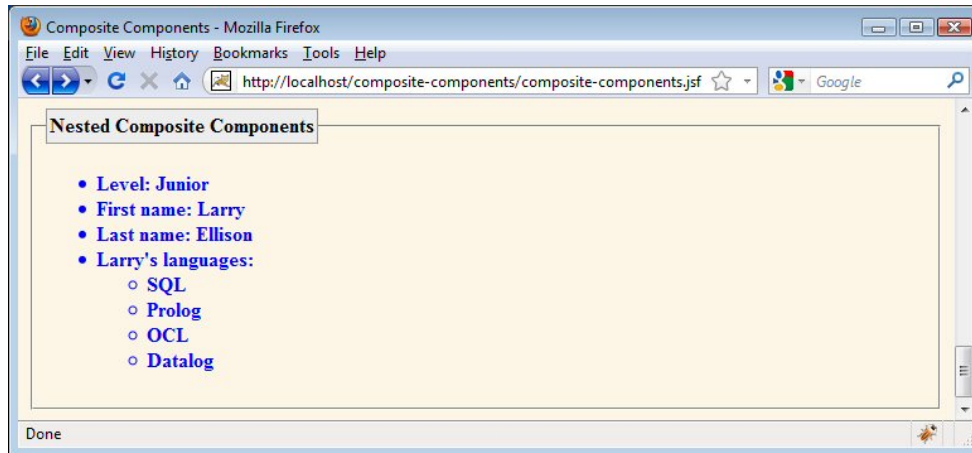 Composite Components - Mozilla Firefox
File Edit View History Bookmarks Tools Help
http://localhost/composite-components/composite-components.jsf Google
Nested Composite Components
Level: Junior
First name: Larry
Last name: Ellison
Larry's languages:
SQL
Prolog
OCL
Datalog
Done